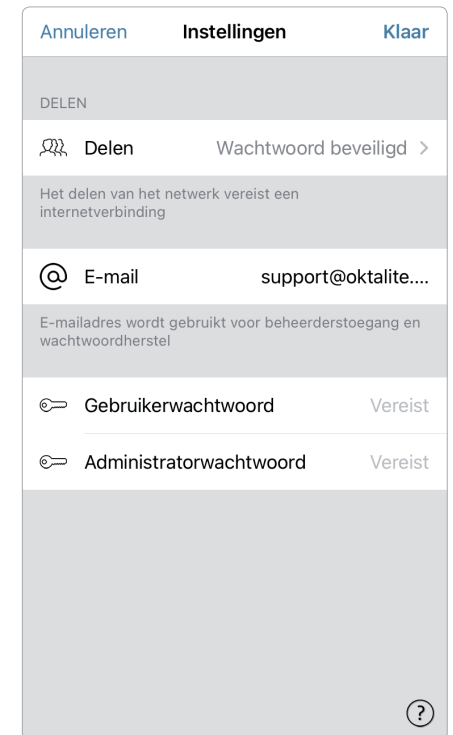 Annuleren Instellingen Klaar
DELEN
Delen Wachtwoord beveiligd >
Het delen van het netwerk vereist een
internetverbinding
@ E-mail support@oktalite....
E-mailadres wordt gebruikt voor beheerderstoegang en
wachtwoordherstel
Gebruikerwachtwoord Vereist
Administratorwachtwoord Vereist
?